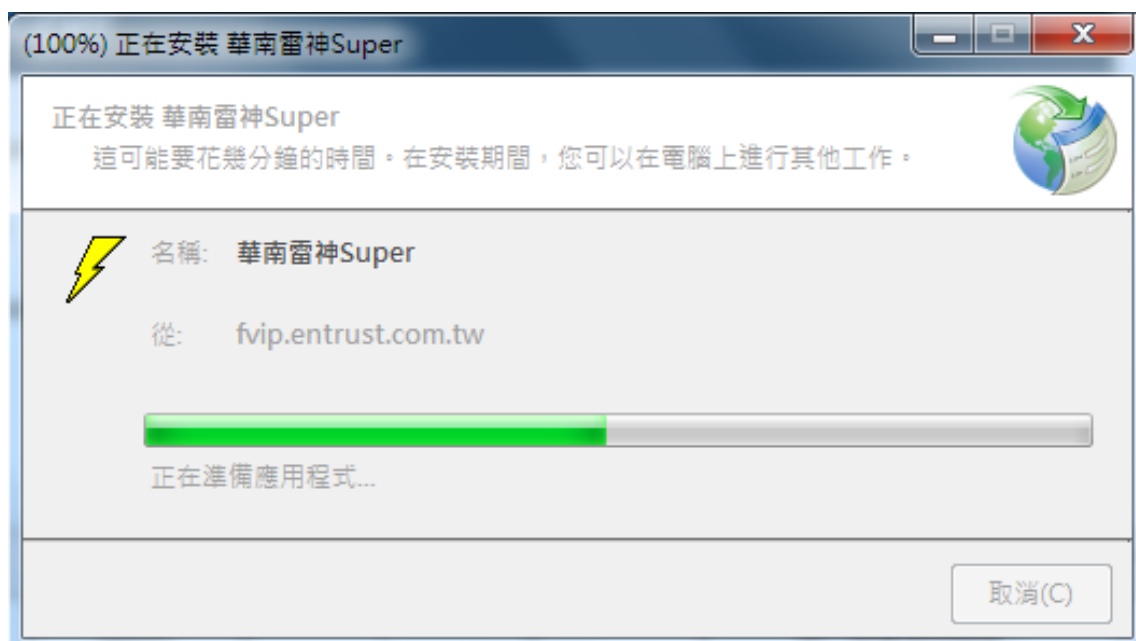 (100%) 正在安裝 華南雷神Super
正在安裝 華南雷神Super
這可能要花幾分鐘的時間。在安裝期間，您可以在電腦上進行其他工作。
名稱: 華南雷神Super
從: fvip.entrust.com.tw
正在準備應用程式...
取消(C)